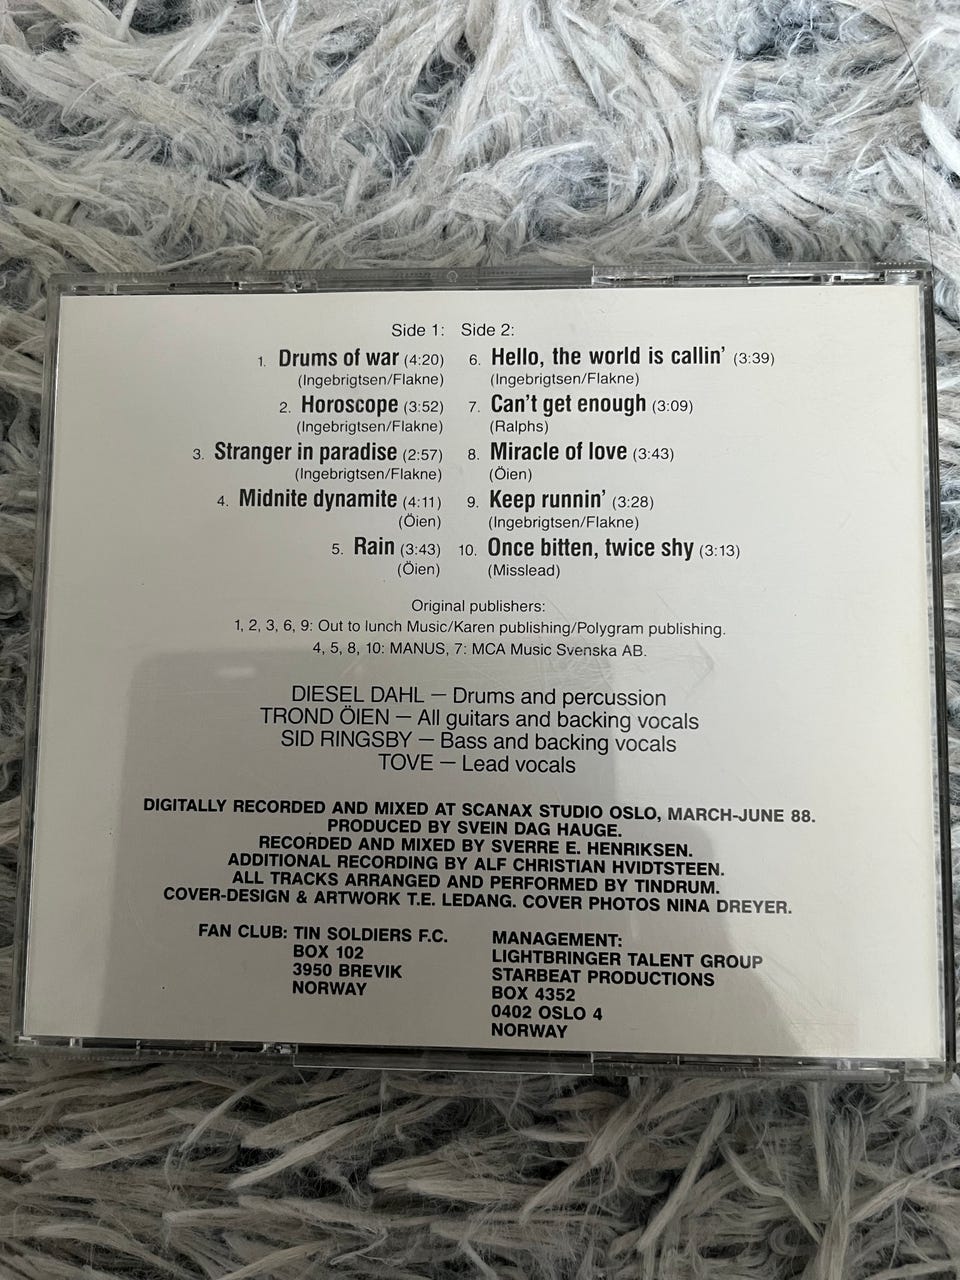 Side 1:
1. Drums of war (4:20)
(Ingebrigtsen/Flakne)
2. Horoscope (3:52)
(Ingebrigtsen/Flakne)
3. Stranger in paradise (2:57)
(Ingebrigtsen/Flakne)
4. Midnite dynamite (4:11)
(Öien)
5. Rain (3:43)
(Öien)
Side 2:
6. Hello, the world is callin' (3:39)
(Ingebrigtsen/Flakne)
7. Can't get enough (3:09)
(Ralphs)
8. Miracle of love (3:43)
(Öien)
9. Keep runnin' (3:28)
(Ingebrigtsen/Flakne)
10. Once bitten, twice shy (3:13)
(Misslead)
Original publishers:
1, 2, 3, 6, 9: Out to lunch Music/Karen publishing/Polygram publishing.
4, 5, 8, 10: MANUS, 7: MCA Music Svenska AB.
DIESEL DAHL — Drums and percussion
TROND ÖIEN — All guitars and backing vocals
SID RINGSBY — Bass and backing vocals
TOVE — Lead vocals
DIGITALLY RECORDED AND MIXED AT SCANAX STUDIO OSLO, MARCH-JUNE 88.
PRODUCED BY SVEIN DAG HAUGE.
RECORDED AND MIXED BY SVERRE E. HENRIKSEN.
ADDITIONAL RECORDING BY ALF CHRISTIAN HVIDTSTEEN.
ALL TRACKS ARRANGED AND PERFORMED BY TINDRUM.
COVER-DESIGN & ARTWORK T.E. LEDANG. COVER PHOTOS NINA DREYER.
FAN CLUB: TIN SOLDIERS F.C.
BOX 102
3950 BREVIK
NORWAY
MANAGEMENT:
LIGHTBRINGER TALENT GROUP
STARBEAT PRODUCTIONS
BOX 4352
0402 OSLO 4
NORWAY